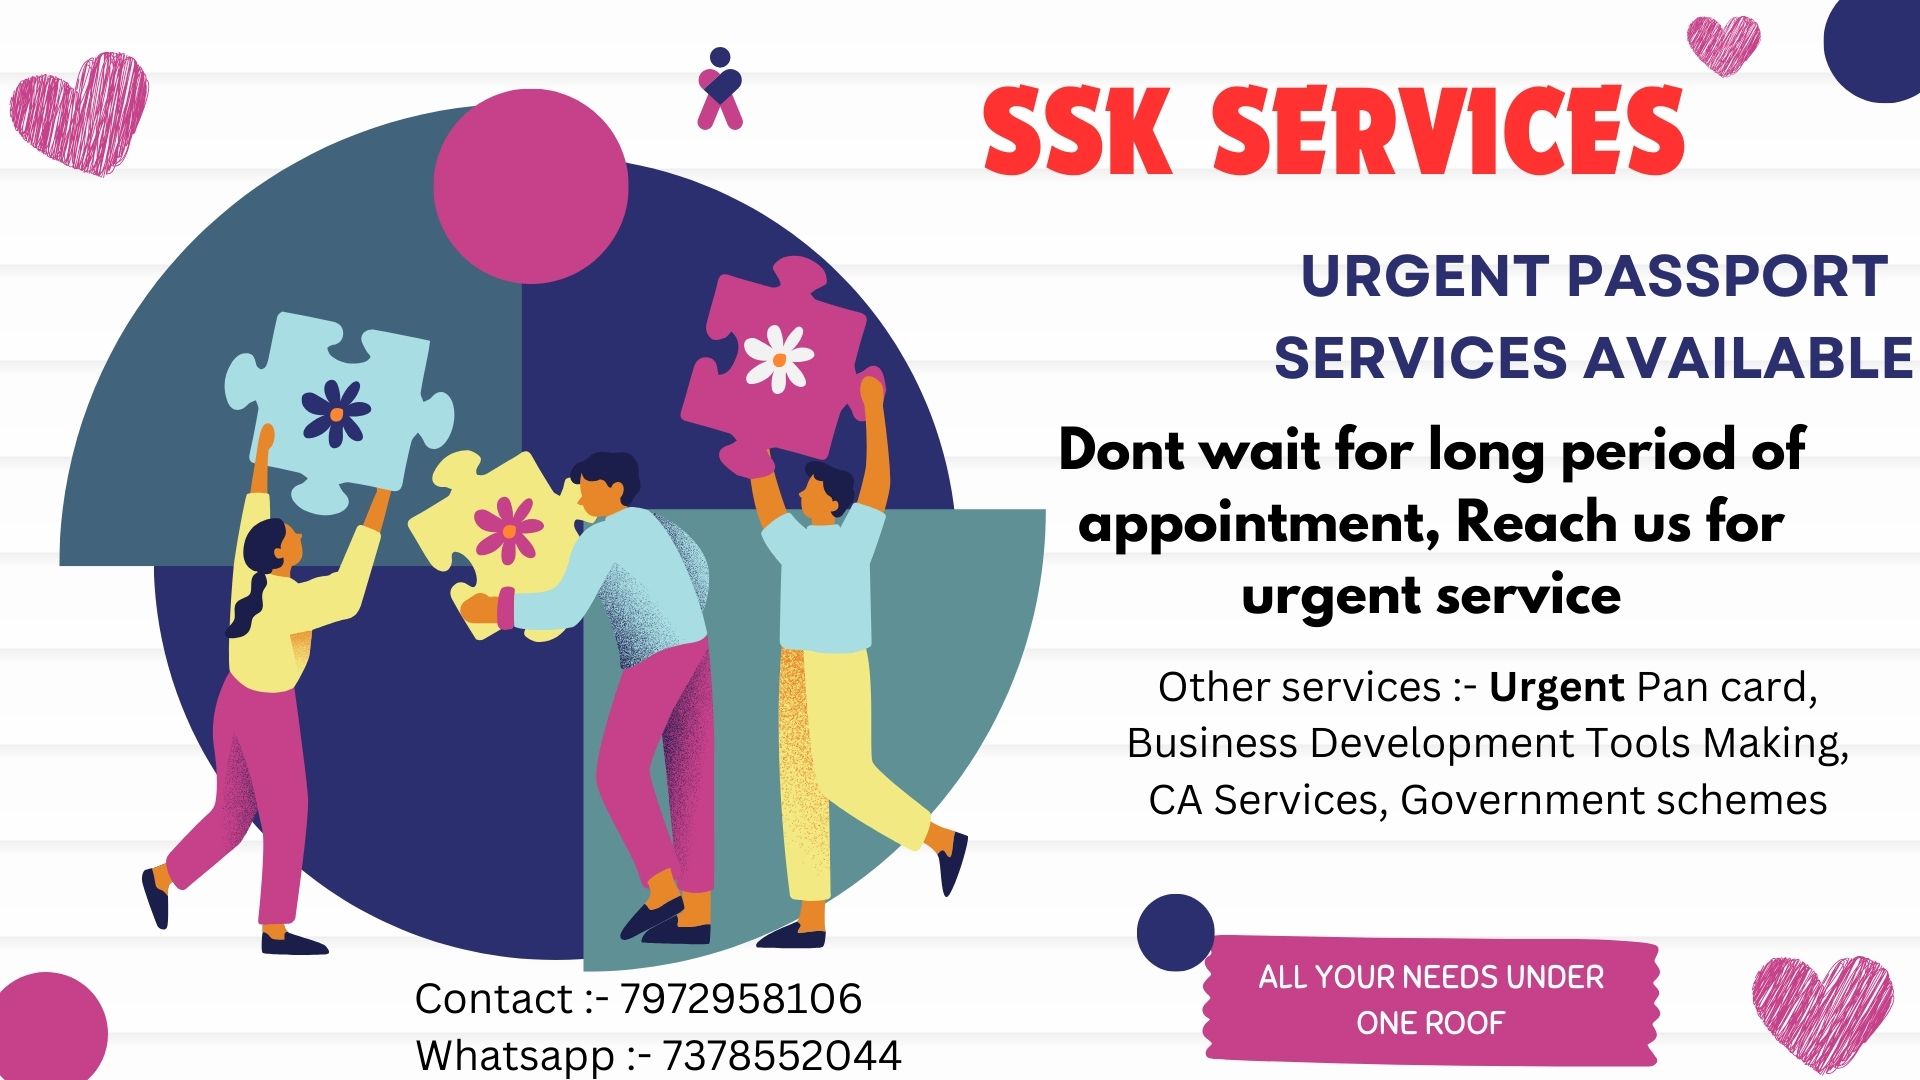 SSK SERVICES
URGENT PASSPORT
SERVICES AVAILABLE
Dont wait for long period of
appointment, Reach us for
urgent service
Other services :- Urgent Pan card,
Business Development Tools Making,
CA Services, Government schemes
ALL YOUR NEEDS UNDER
ONE ROOF
Contact :- 7972958106
Whatsapp :- 7378552044